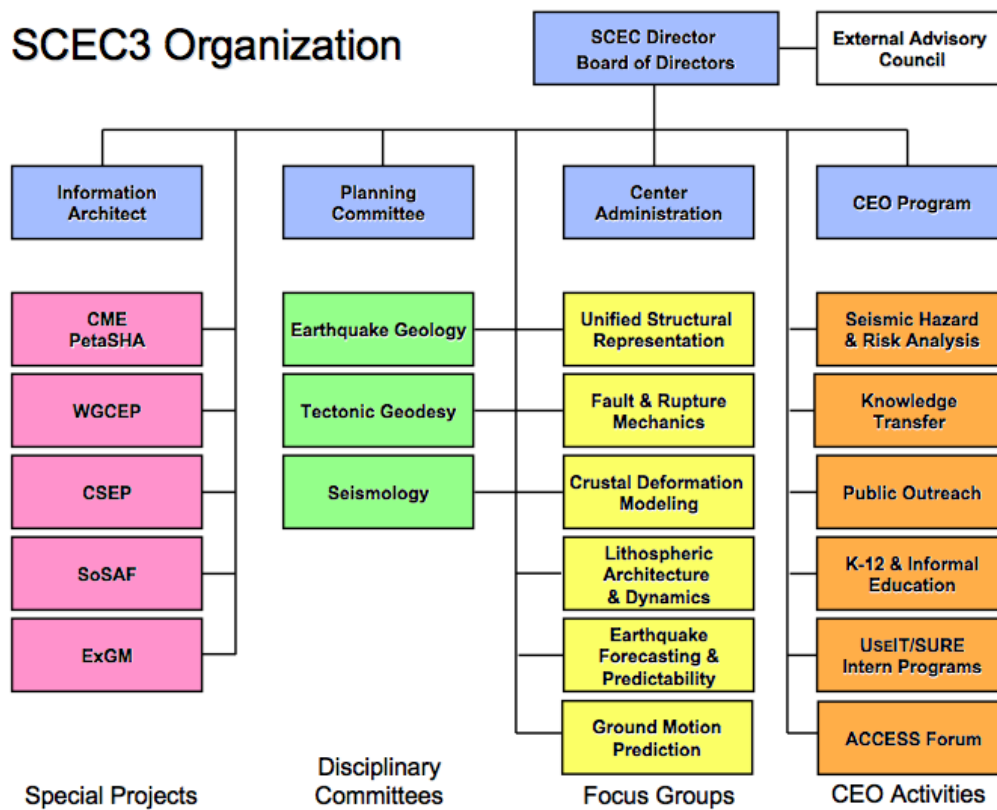 SCEC3 Organization
SCEC Director
Board of Directors
External Advisory
Council
Information
Architect
Planning
Committee
Center
Administration
CEO Program
CME
PetaSHA
Earthquake Geology
Unified Structural
Representation
Seismic Hazard
& Risk Analysis
WGCEP
Tectonic Geodesy
Fault & Rupture
Mechanics
Knowledge
Transfer
CSEP
Seismology
Crustal Deformation
Modeling
Public Outreach
SoSAF
Lithospheric
Architecture
& Dynamics
K-12 & Informal
Education
ExGM
Earthquake
Forecasting &
Predictability
USEIT/SURE
Intern Programs
Ground Motion
Prediction
ACCESS Forum
Special Projects
Disciplinary
Committees
Focus Groups
CEO Activities